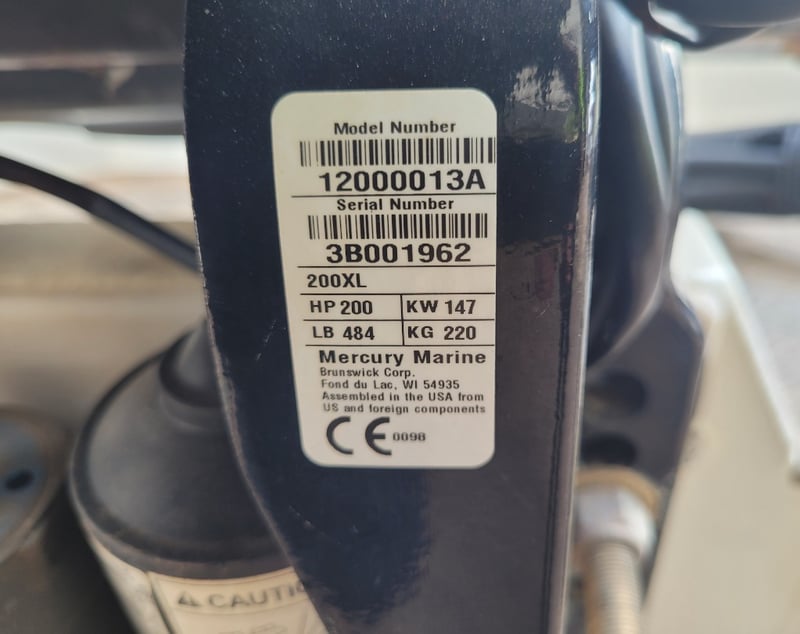 Model Number
12000013A
Serial Number
3B001962
200XL
HP 200 KW 147
LB 484 KG 220
Mercury Marine
Brunswick Corp.
Fond du Lac, WI 54935
Assembled in the USA from
US and foreign components
CE 0098